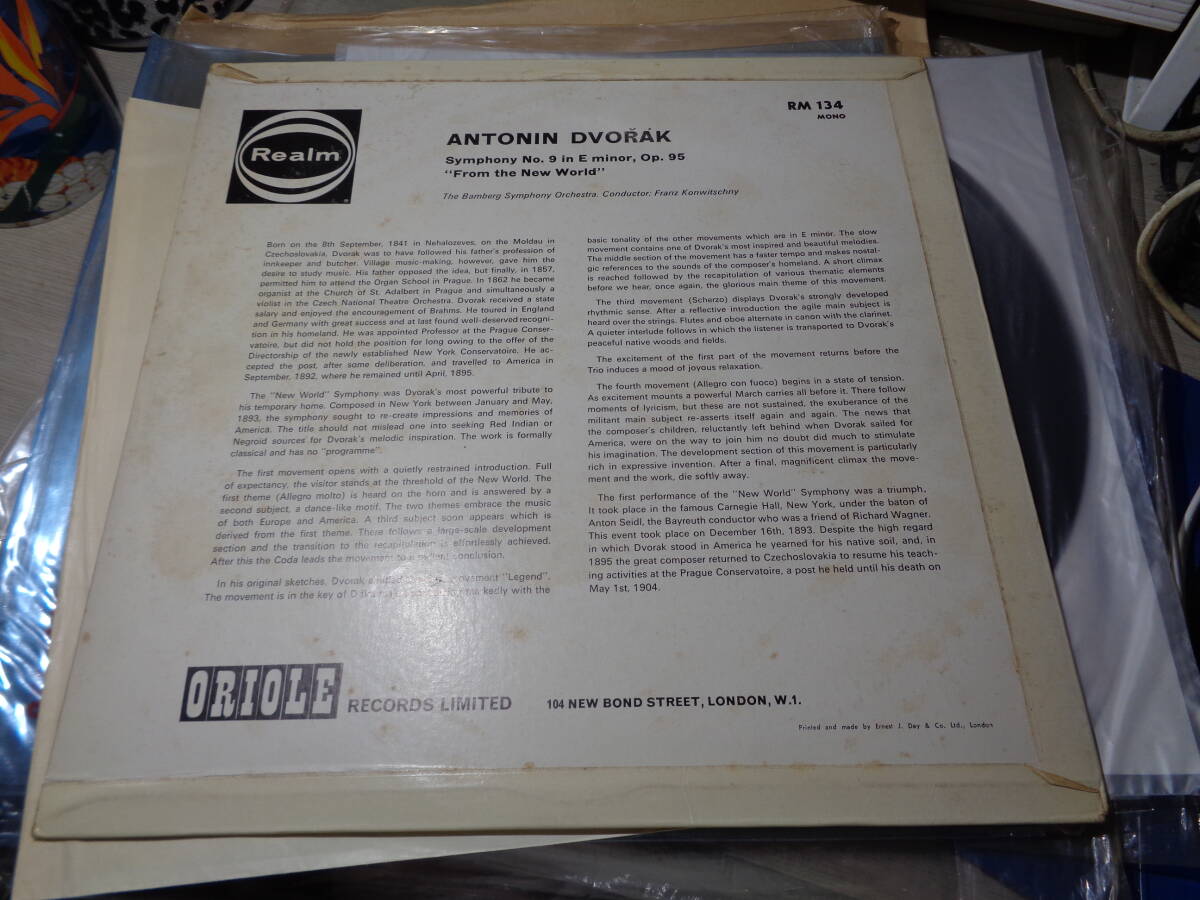 Realm
RM 134
MONO
ANTONIN DVOŘÁK
Symphony No. 9 in E minor, Op. 95
"From the New World"
The Bamberg Symphony Orchestra. Conductor: Franz Konwitschny
Born on the 8th September, 1841 in Nehalozeves, on the Moldau in
Czechoslovakia, Dvorak was to have followed his father's profession of
innkeeper and butcher. Village music-making, however, gave him the
desire to study music. His father opposed the idea, but finally, in 1857,
permitted him to attend the Organ School in Prague. In 1862 he became
organist at the Church of St. Adalbert in Prague and simultaneously a
violist in the Czech National Theatre Orchestra. Dvorak received a state
salary and enjoyed the encouragement of Brahms. He toured in England
and Germany with great success and at last found well-deserved recogni-
tion in his homeland. He was appointed Professor at the Prague Conser-
vatoire, but did not hold the position for long owing to the offer of the
Directorship of the newly established New York Conservatoire. He ac-
cepted the post, after some deliberation, and travelled to America in
September, 1892, where he remained until April, 1895.
The "New World" Symphony was Dvorak's most powerful tribute to
his temporary home. Composed in New York between January and May,
1893, the symphony sought to re-create impressions and memories of
America. The title should not mislead one into seeking Red Indian or
Negroid sources for Dvorak's melodic inspiration. The work is formally
classical and has no "programme".
The first movement opens with a quietly restrained introduction. Full
of expectancy, the visitor stands at the threshold of the New World. The
first theme (Allegro molto) is heard on the horn and is answered by a
second subject, a dance-like motif. The two themes embrace the music
of both Europe and America. A third subject soon appears which is
derived from the first theme. There follows a large-scale development
section and the transition to the recapitulation is effortlessly achieved.
After this the Coda leads the movement to a radiant conclusion.
In his original sketches, Dvorak movement "Legend".
The movement is in the key of D kedly with the
basic tonality of the other movements which are in E minor. The slow
movement contains one of Dvorak's most inspired and beautiful melodies.
The middle section of the movement has a faster tempo and makes nostal-
gic references to the sounds of the composer's homeland. A short climax
is reached followed by the recapitulation of various thematic elements
before we hear, once again, the glorious main theme of this movement.
The third movement (Scherzo) displays Dvorak's strongly developed
rhythmic sense. After a reflective introduction the agile main subject is
heard over the strings. Flutes and oboe alternate in canon with the clarinet.
A quieter interlude follows in which the listener is transported to Dvorak's
peaceful native woods and fields.
The excitement of the first part of the movement returns before the
Trio induces a mood of joyous relaxation.
The fourth movement (Allegro con fuoco) begins in a state of tension.
As excitement mounts a powerful March carries all before it. There follow
moments of lyricism, but these are not sustained, the exuberance of the
militant main subject re-asserts itself again and again. The news that
the composer's children, reluctantly left behind when Dvorak sailed for
America, were on the way to join him no doubt did much to stimulate
his imagination. The development section of this movement is particularly
rich in expressive invention. After a final, magnificent climax the move-
ment and the work, die softly away.
The first performance of the "New World" Symphony was a triumph.
It took place in the famous Carnegie Hall, New York, under the baton of
Anton Seidl, the Bayreuth conductor who was a friend of Richard Wagner.
This event took place on December 16th, 1893. Despite the high regard
in which Dvorak stood in America he yearned for his native soil, and, in
1895 the great composer returned to Czechoslovakia to resume his teach-
ing activities at the Prague Conservatoire, a post he held until his death on
May 1st, 1904.
ORIOLE RECORDS LIMITED 104 NEW BOND STREET, LONDON, W.1.
Printed and made by Ernest J. Day & Co. Ltd., London